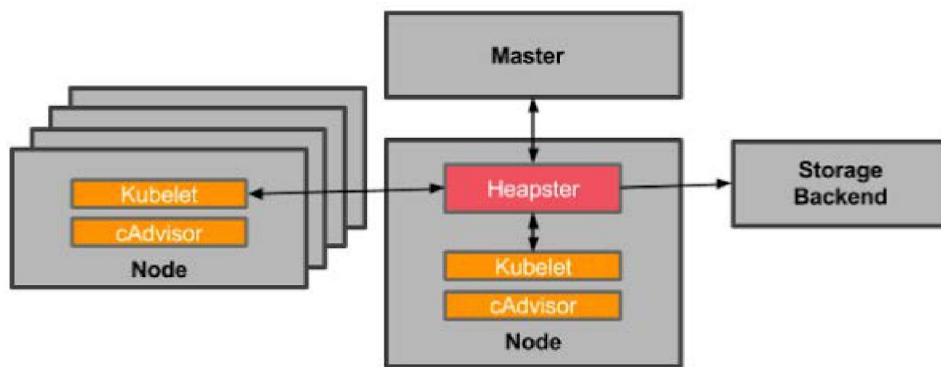 Master
Kubelet
cAdvisor
Node
Heapster
Kubelet
cAdvisor
Node
Storage
Backend